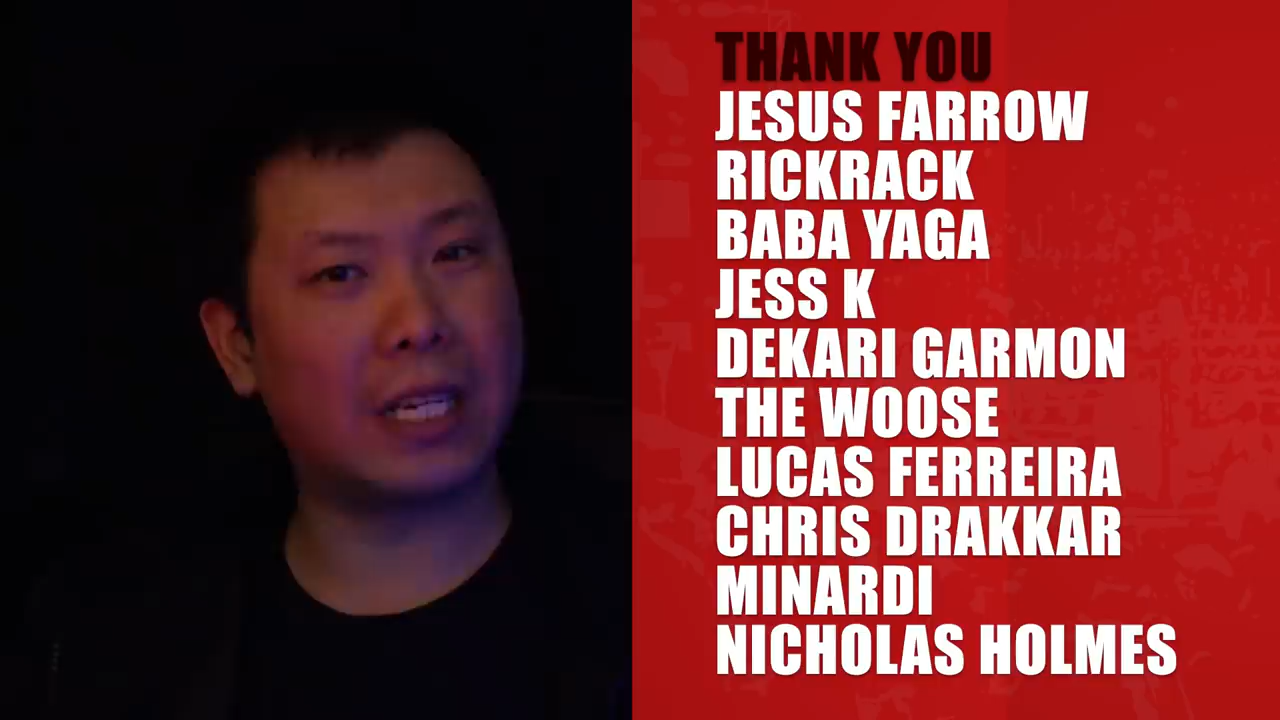 THANK YOU
JESUS FARROW
RICKRACK
BABA YAGA
JESS K
DEKARI GARMON
THE WOOSE
LUCAS FERREIRA
CHRIS DRAKKAR
MINARDI
NICHOLAS HOLMES